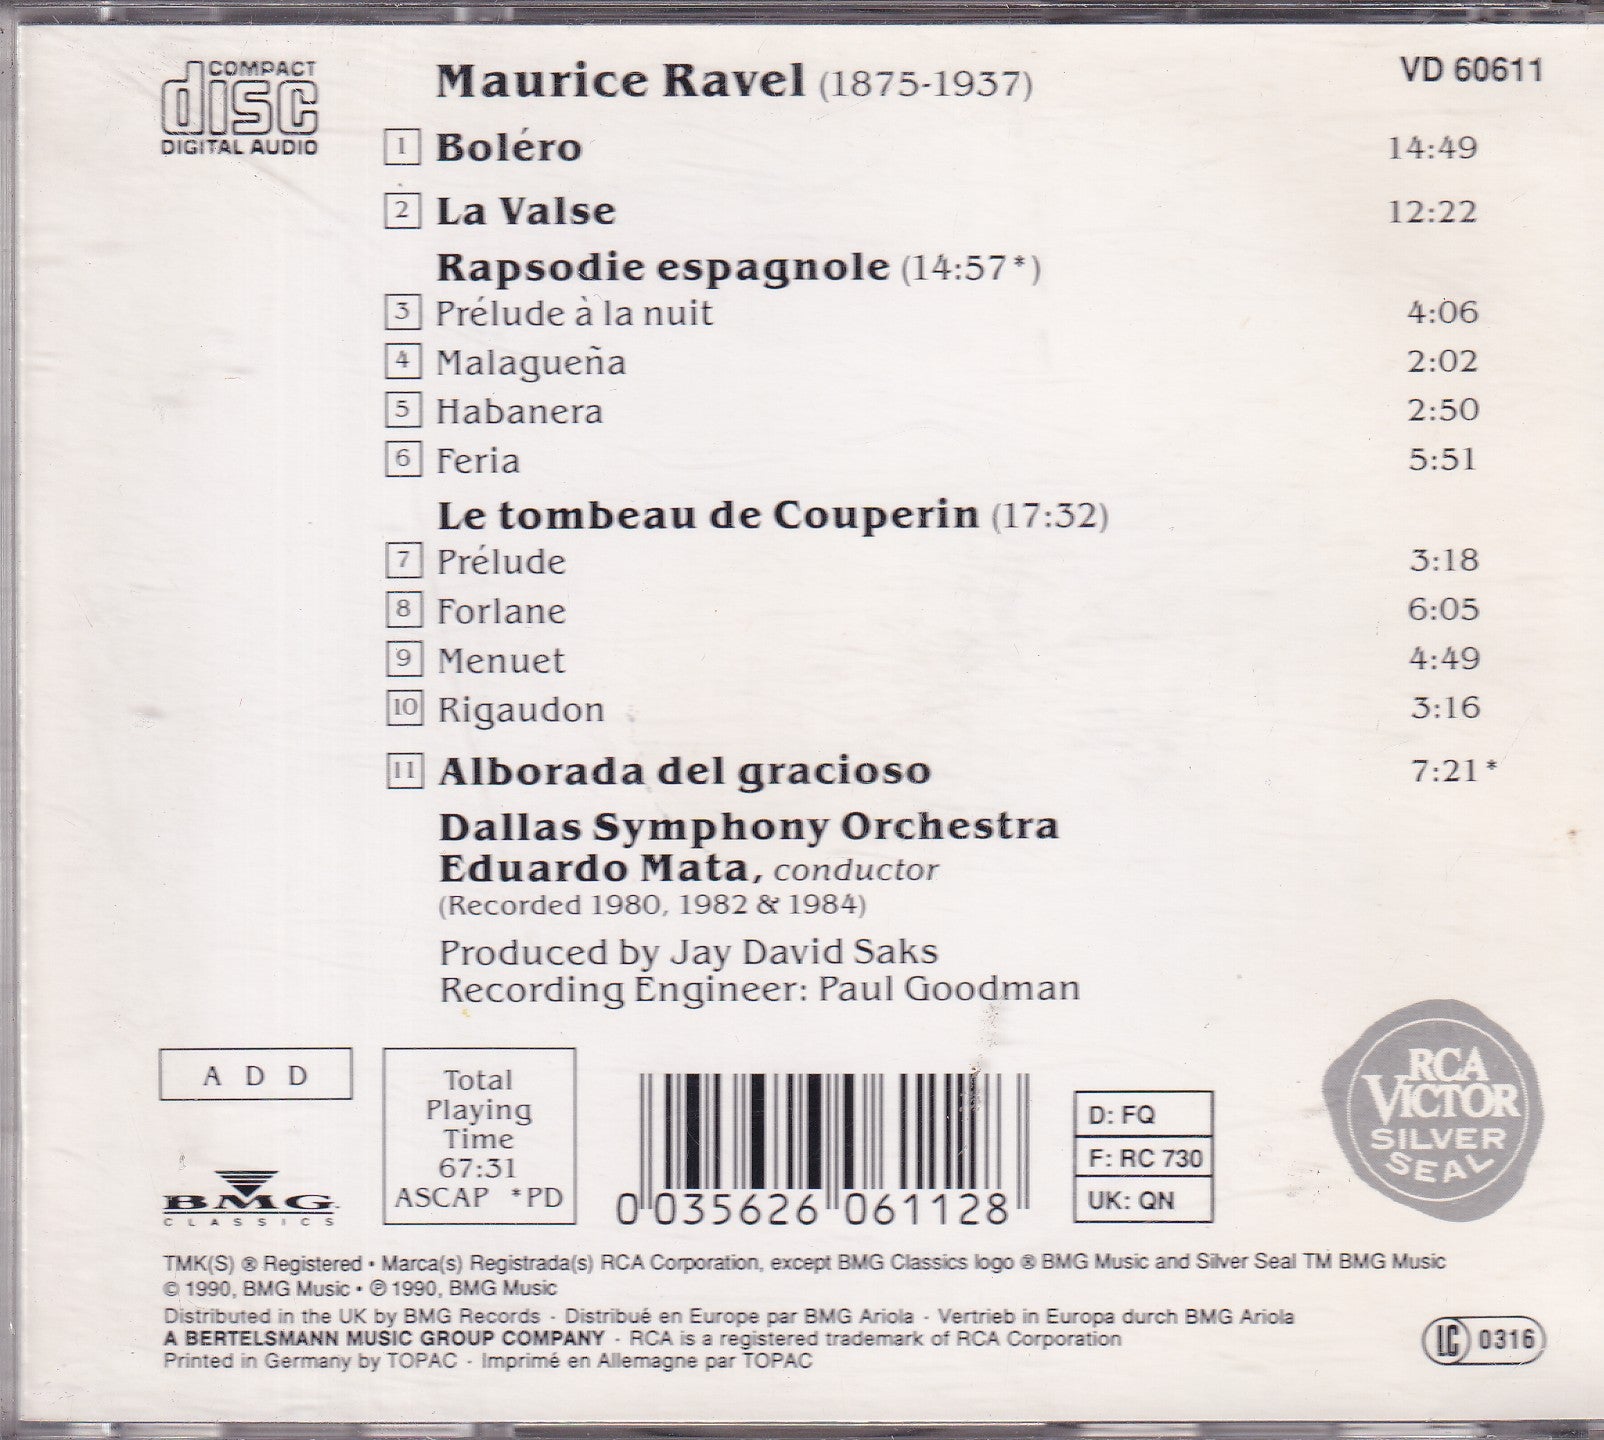 COMPACT
disc
DIGITAL AUDIO
Maurice Ravel (1875-1937)
VD 60611
1 Boléro 14:49
2 La Valse 12:22
Rapsodie espagnole (14:57*)
3 Prélude à la nuit 4:06
4 Malagueña 2:02
5 Habanera 2:50
6 Feria 5:51
Le tombeau de Couperin (17:32)
7 Prélude 3:18
8 Forlane 6:05
9 Menuet 4:49
10 Rigaudon 3:16
11 Alborada del gracioso 7:21*
Dallas Symphony Orchestra
Eduardo Mata, conductor
(Recorded 1980, 1982 & 1984)
Produced by Jay David Saks
Recording Engineer: Paul Goodman
A D D
Total
Playing
Time
67:31
ASCAP *PD
BMG
CLASSICS
0 035626 061128
D: FQ
F: RC 730
UK: QN
RCA
VICTOR
SILVER
SEAL
TMK(S) ® Registered • Marca(s) Registrada(s) RCA Corporation, except BMG Classics logo ® BMG Music and Silver Seal TM BMG Music
© 1990, BMG Music • ℗ 1990, BMG Music
Distributed in the UK by BMG Records · Distribué en Europe par BMG Ariola · Vertrieb in Europa durch BMG Ariola
A BERTELSMANN MUSIC GROUP COMPANY · RCA is a registered trademark of RCA Corporation
Printed in Germany by TOPAC · Imprimé en Allemagne par TOPAC
LC 0316